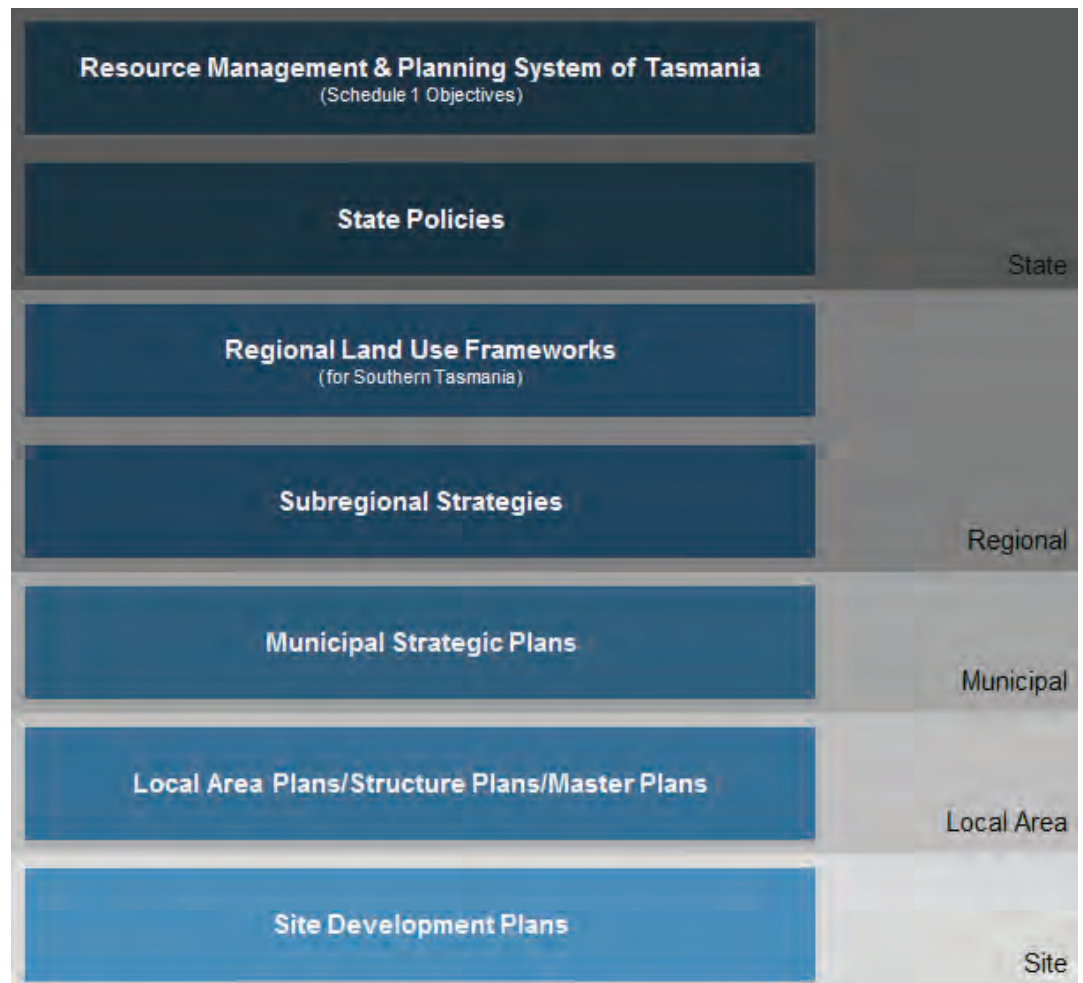 Resource Management & Planning System of Tasmania
(Schedule 1 Objectives)
State Policies
State
Regional Land Use Frameworks
(for Southern Tasmania)
Subregional Strategies
Regional
Municipal Strategic Plans
Municipal
Local Area Plans/Structure Plans/Master Plans
Local Area
Site Development Plans
Site